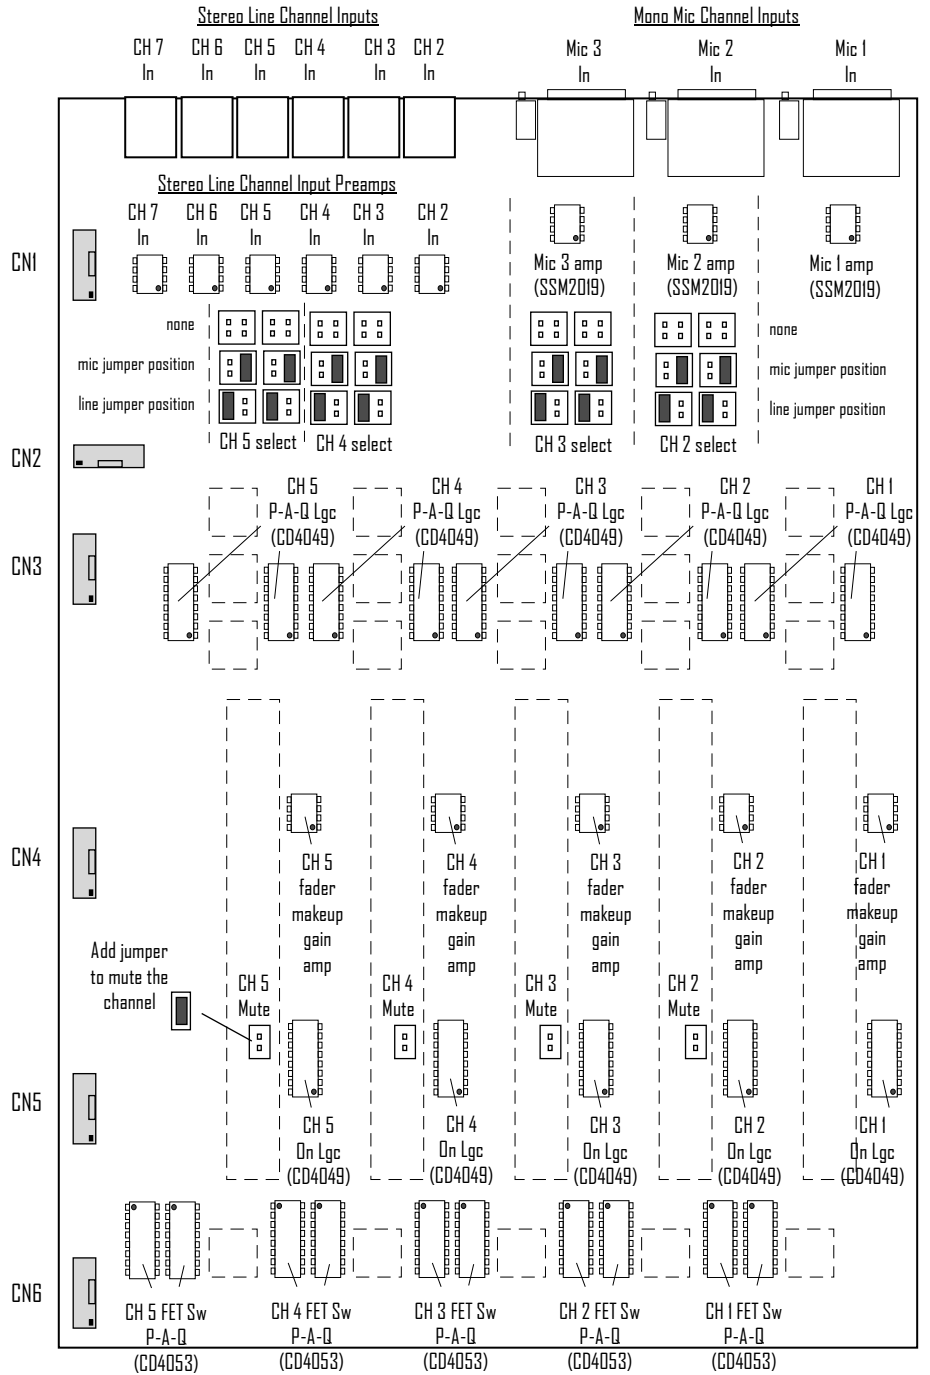 Stereo Line Channel Inputs
Mono Mic Channel Inputs
CH 7 In
CH 6 In
CH 5 In
CH 4 In
CH 3 In
CH 2 In
Mic 3 In
Mic 2 In
Mic 1 In
Stereo Line Channel Input Preamps
CH 7 In
CH 6 In
CH 5 In
CH 4 In
CH 3 In
CH 2 In
CN1
Mic 3 amp
(SSM2019)
Mic 2 amp
(SSM2019)
Mic 1 amp
(SSM2019)
none
none
mic jumper position
mic jumper position
line jumper position
line jumper position
CH 5 select
CH 4 select
CH 3 select
CH 2 select
CN2
CH 5
P-A-Q Lgc
(CD4049)
CH 4
P-A-Q Lgc
(CD4049)
CH 3
P-A-Q Lgc
(CD4049)
CH 2
P-A-Q Lgc
(CD4049)
CH 1
P-A-Q Lgc
(CD4049)
CN3
CN4
CH 5
fader
makeup
gain
amp
CH 4
fader
makeup
gain
amp
CH 3
fader
makeup
gain
amp
CH 2
fader
makeup
gain
amp
CH 1
fader
makeup
gain
amp
Add jumper
to mute the
channel
CH 5
Mute
CH 4
Mute
CH 3
Mute
CH 2
Mute
CN5
CH 5
On Lgc
(CD4049)
CH 4
On Lgc
(CD4049)
CH 3
On Lgc
(CD4049)
CH 2
On Lgc
(CD4049)
CH 1
On Lgc
(CD4049)
CN6
CH 5 FET Sw
P-A-Q
(CD4053)
CH 4 FET Sw
P-A-Q
(CD4053)
CH 3 FET Sw
P-A-Q
(CD4053)
CH 2 FET Sw
P-A-Q
(CD4053)
CH 1 FET Sw
P-A-Q
(CD4053)